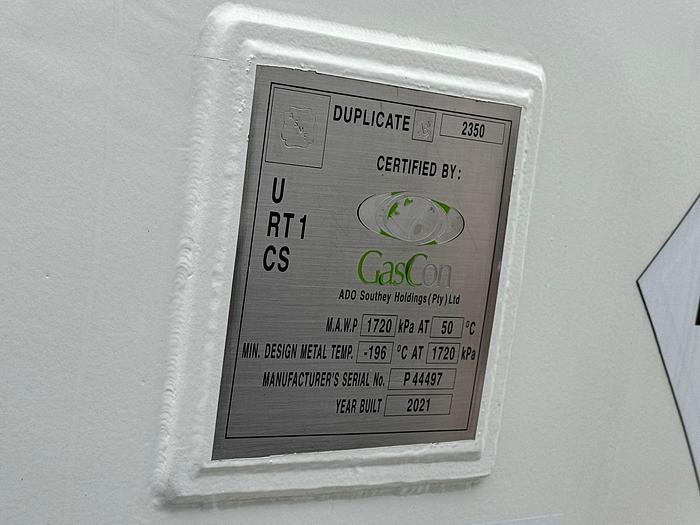 DUPLICATE 2350
CERTIFIED BY:
U
RT1
CS
GasCon
ADO Southey Holdings (Pty) Ltd
M.A.W.P 1720 kPa AT 50 °C
MIN. DESIGN METAL TEMP. -196 °C AT 1720 kPa
MANUFACTURER'S SERIAL No. P44497
YEAR BUILT 2021